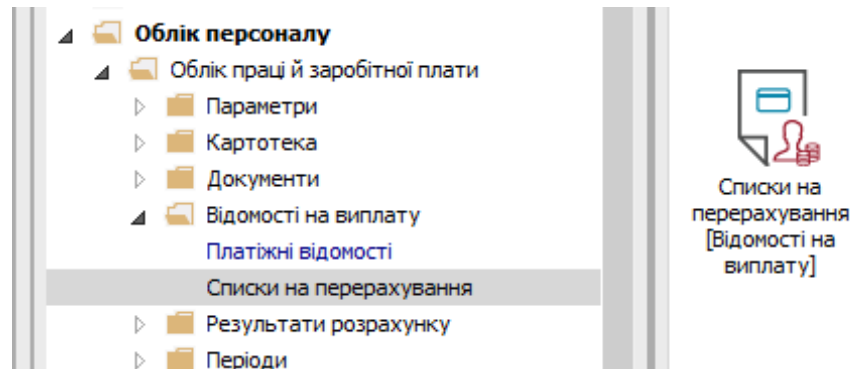 Облік персоналу
Облік праці й заробітної плати
Параметри
Картотека
Документи
Відомості на виплату
Платіжні відомості
Списки на перерахування
Результати розрахунку
Періоди
Списки на
перерахування
[Відомості на
виплату]